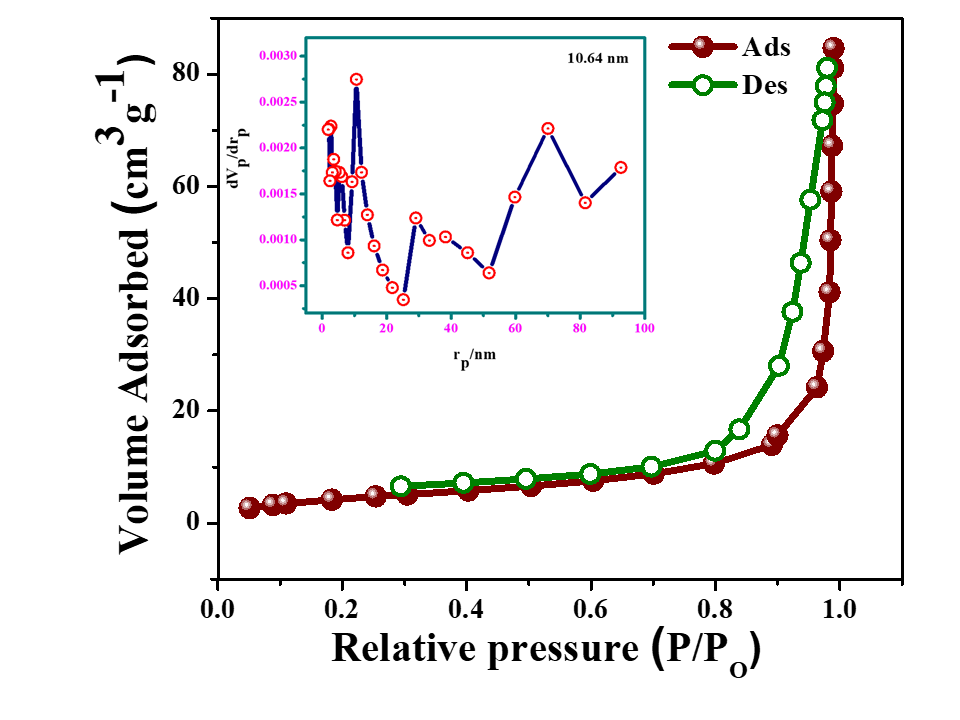 Volume Adsorbed (cm³g⁻¹)
80
60
40
20
0
0.0 0.2 0.4 0.6 0.8 1.0
Relative pressure (P/PO)
Ads
Des
10.64 nm
dVp/drp
0.0030
0.0025
0.0020
0.0015
0.0010
0.0005
0 20 40 60 80 100
rp/nm